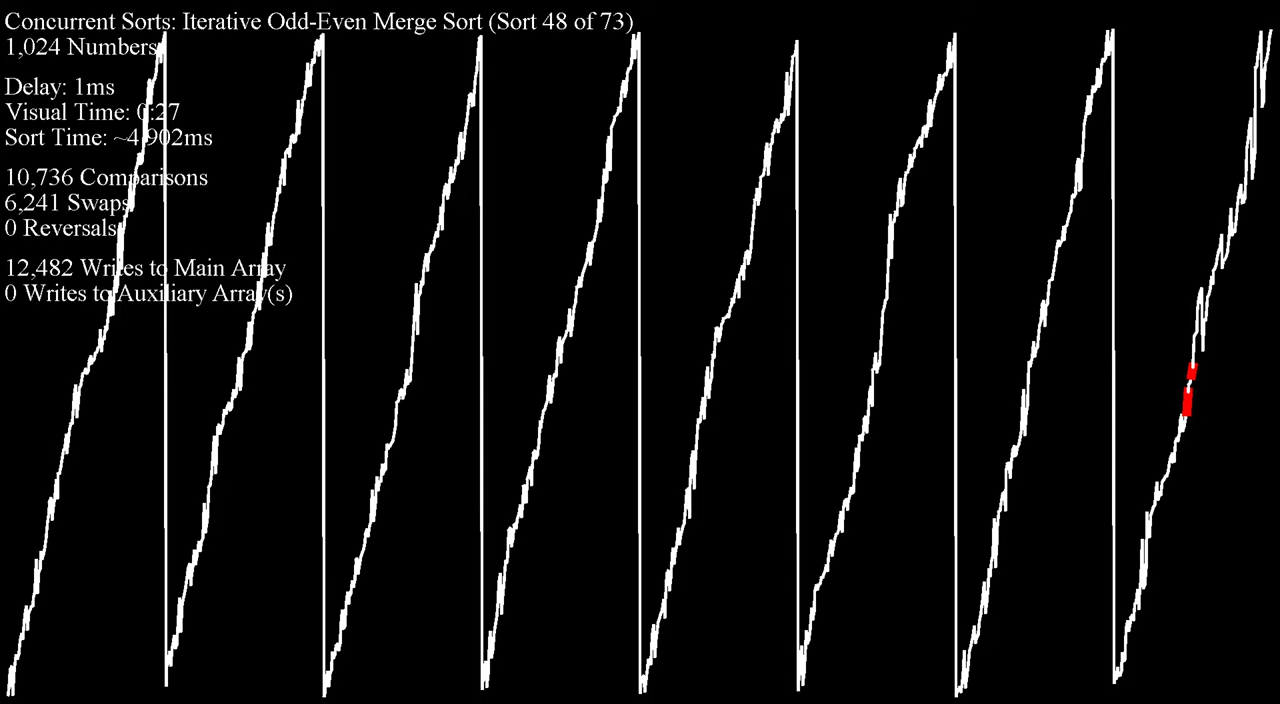 Concurrent Sorts: Iterative Odd-Even Merge Sort (Sort 48 of 73)
1,024 Numbers
Delay: 1ms
Visual Time: 0:27
Sort Time: ~4,902ms
10,736 Comparisons
6,241 Swaps
0 Reversals
12,482 Writes to Main Array
0 Writes to Auxiliary Array(s)